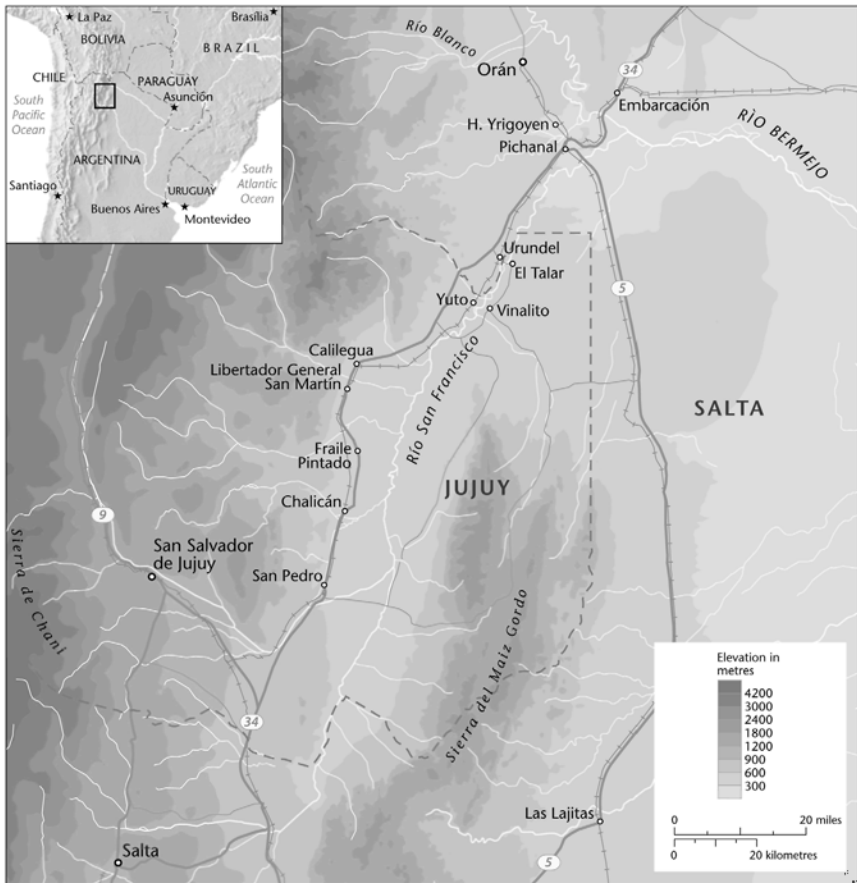 La Paz
Brasília
BOLIVIA
BRAZIL
CHILE
PARAGUAY
Asunción
South
Pacific
Ocean
ARGENTINA
South
Atlantic
Ocean
Santiago
URUGUAY
Buenos Aires
Montevideo
Río Blanco
Orán
34
Embarcación
H. Yrigoyen
Pichanal
RÌO BERMEJO
Urundel
El Talar
5
Yuto
Vinalito
Calilegua
Libertador General
San Martín
Río San Francisco
SALTA
Fraile
Pintado
JUJUY
Chalicán
9
San Salvador
de Jujuy
San Pedro
Sierra de Chani
Sierra del Maiz Gordo
34
Elevation in
metres
4200
3000
2400
1800
1200
900
600
300
Las Lajitas
0 20 miles
0 20 kilometres
Salta
5